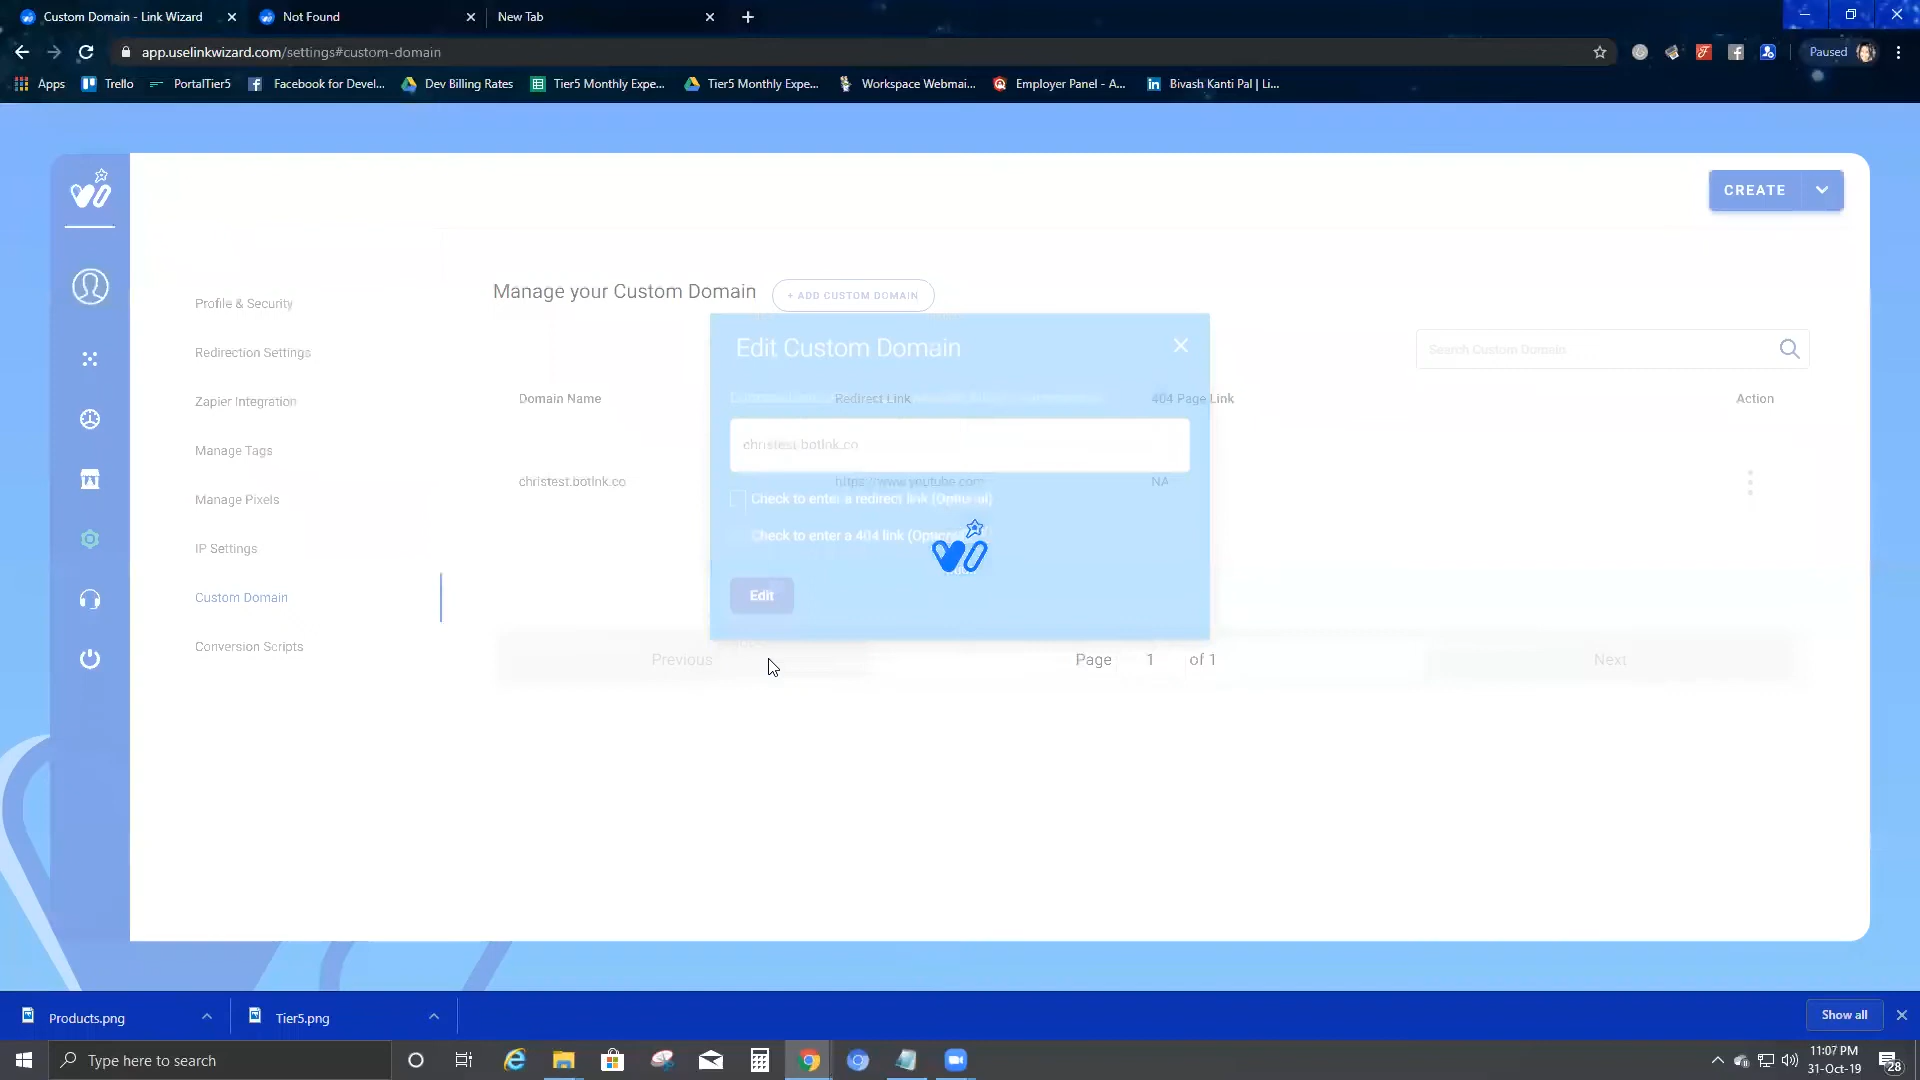 Custom Domain - Link Wizard
Not Found
New Tab
app.uselinkwizard.com/settings#custom-domain
Paused
Apps
Trello
PortalTier5
Facebook for Devel...
Dev Billing Rates
Tier5 Monthly Expe...
Tier5 Monthly Expe...
Workspace Webmai...
Employer Panel - A...
Bivash Kanti Pal | Li...
CREATE
Manage your Custom Domain
+ ADD CUSTOM DOMAIN
Profile & Security
Redirection Settings
Zapier Integration
Manage Tags
Manage Pixels
IP Settings
Custom Domain
Conversion Scripts
Search Custom Domain
Edit Custom Domain
Domain Name
Redirect Link
404 Page Link
Action
christest.botlnk.co
christest.botlnk.co
https://www.youtube.com
NA
Check to enter a redirect link (Optional)
Check to enter a 404 link
Edit
Previous
Page 1 of 1
Next
Products.png
Tier5.png
Show all
Type here to search
11:07 PM
31-Oct-19
28